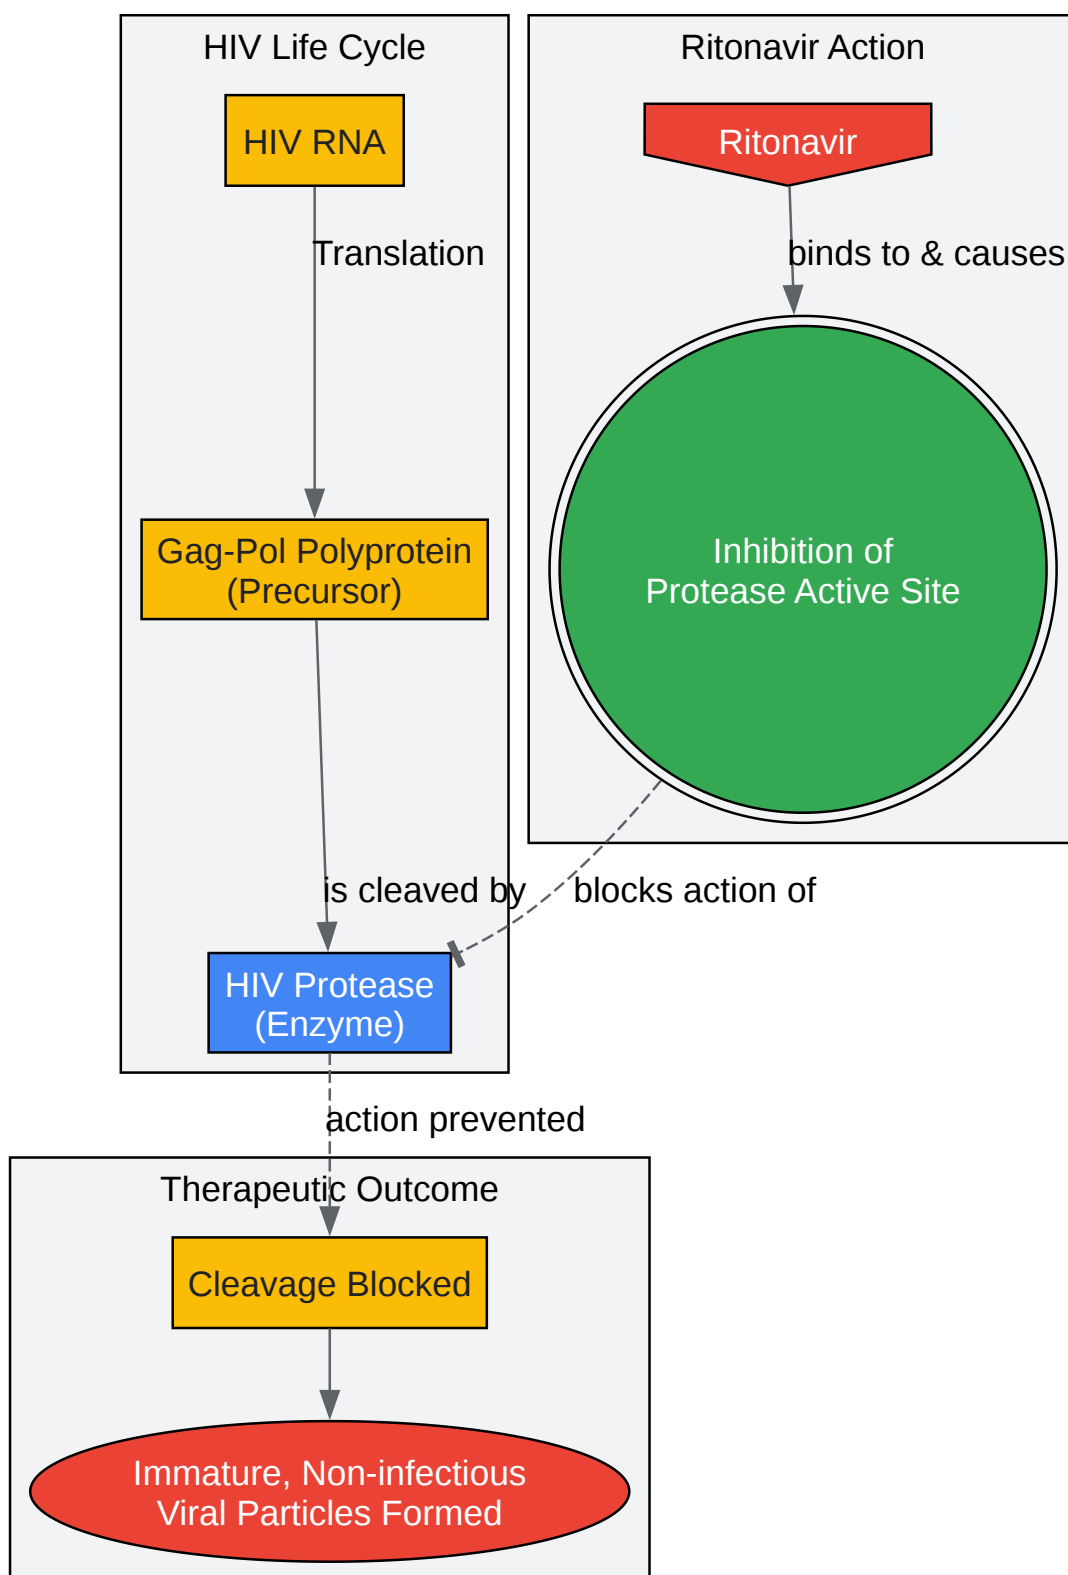 HIV Life Cycle
HIV RNA
Translation
Gag-Pol Polyprotein
(Precursor)
is cleaved by
HIV Protease
(Enzyme)
Ritonavir Action
Ritonavir
binds to & causes
Inhibition of
Protease Active Site
blocks action of
action prevented
Therapeutic Outcome
Cleavage Blocked
Immature, Non-infectious
Viral Particles Formed